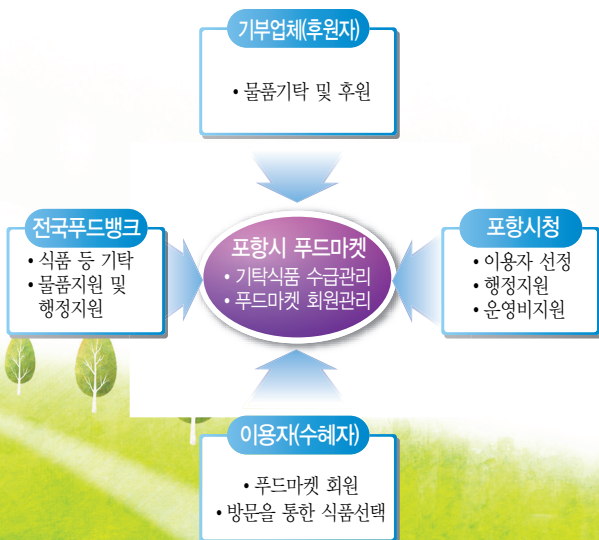 기부업체(후원자)
• 물품기탁 및 후원
전국푸드뱅크
• 식품 등 기탁
• 물품지원 및
행정지원
포항시 푸드마켓
• 기탁식품 수급관리
• 푸드마켓 회원관리
포항시청
• 이용자 선정
• 행정지원
• 운영비지원
이용자(수혜자)
• 푸드마켓 회원
• 방문을 통한 식품선택